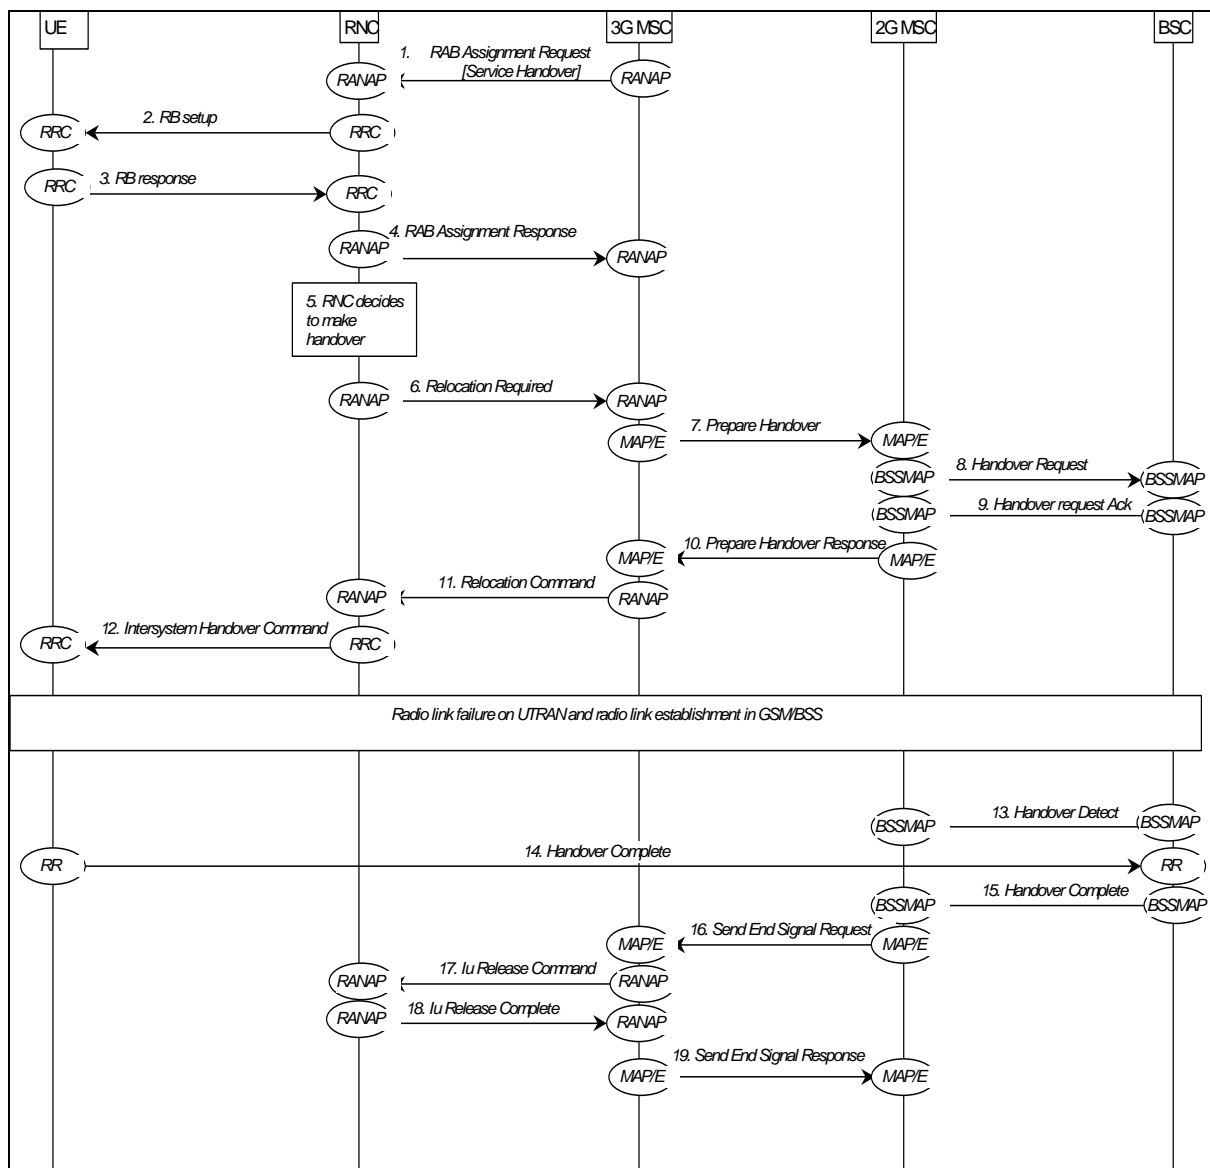 UE
RNC
3G MSC
2G MSC
BSC
1. RAB Assignment Request
[Service Handover]
RANAP
RANAP
2. RB setup
RRC
RRC
3. RB response
RRC
RRC
4. RAB Assignment Response
RANAP
RANAP
5. RNC decides
to make
handover
6. Relocation Required
RANAP
RANAP
7. Prepare Handover
MAP/E
MAP/E
8. Handover Request
BSSMAP
BSSMAP
9. Handover request Ack
BSSMAP
BSSMAP
10. Prepare Handover Response
MAP/E
MAP/E
11. Relocation Command
RANAP
RANAP
12. Intersystem Handover Command
RRC
RRC
Radio link failure on UTRAN and radio link establishment in GSM/BSS
13. Handover Detect
BSSMAP
BSSMAP
14. Handover Complete
RR
RR
15. Handover Complete
BSSMAP
BSSMAP
16. Send End Signal Request
MAP/E
MAP/E
17. Iu Release Command
RANAP
RANAP
18. Iu Release Complete
RANAP
RANAP
19. Send End Signal Response
MAP/E
MAP/E